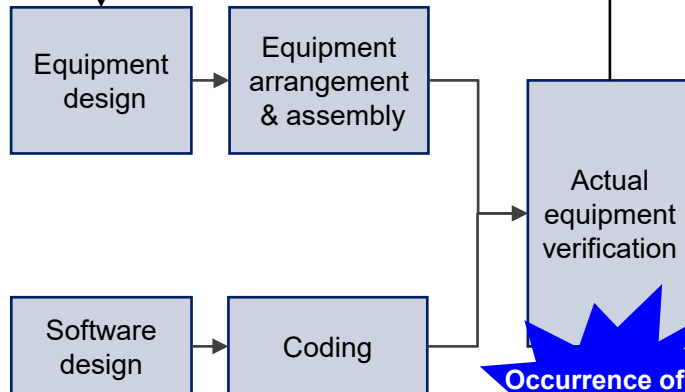 Equipment
design
Equipment
arrangement
& assembly
Actual
equipment
verification
Software
design
Coding
Occurrence of